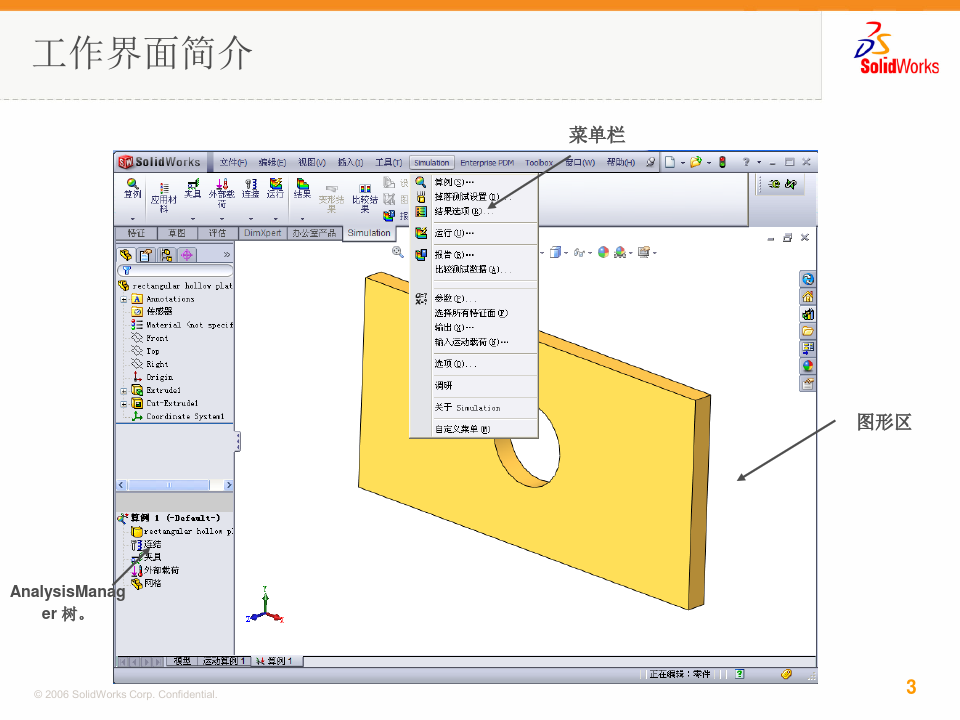 工作界面简介
SolidWorks
菜单栏
SolidWorks 文件(F) 编缘(E) 视图(V) 插入(I) 工具(T) Simulation Enterprise PDM Toolbox 窗口(W) 帮助(H)
算例 应用材料 夹具 外部载荷 连接 运行 结果 变形结果 比较结果
特征 草图 评估 DimXpert 办公室产品 Simulation
算例(S)...
掉落测试设置(D)...
结果选项(R)...
运行(U)...
报告(R)...
比较测试数据(A)...
参数(P)...
选择所有特征面(F)
输出(X)...
输入运动载荷(M)...
选项(O)...
调研
关于 Simulation
自定义菜单(M)
rectangular hollow plat
Annotations
传感器
Material <not specif
Front
Top
Right
Origin
Extrude1
Cut-Extrude1
Coordinate System1
图形区
算例 1 (-Default-)
rectangular hollow pl
连结
夹具
外部载荷
网格
AnalysisManag
er 树。
Y
Z
X
模型 运动算例 1 算例 1
正在编辑：零件
© 2006 SolidWorks Corp. Confidential.
3